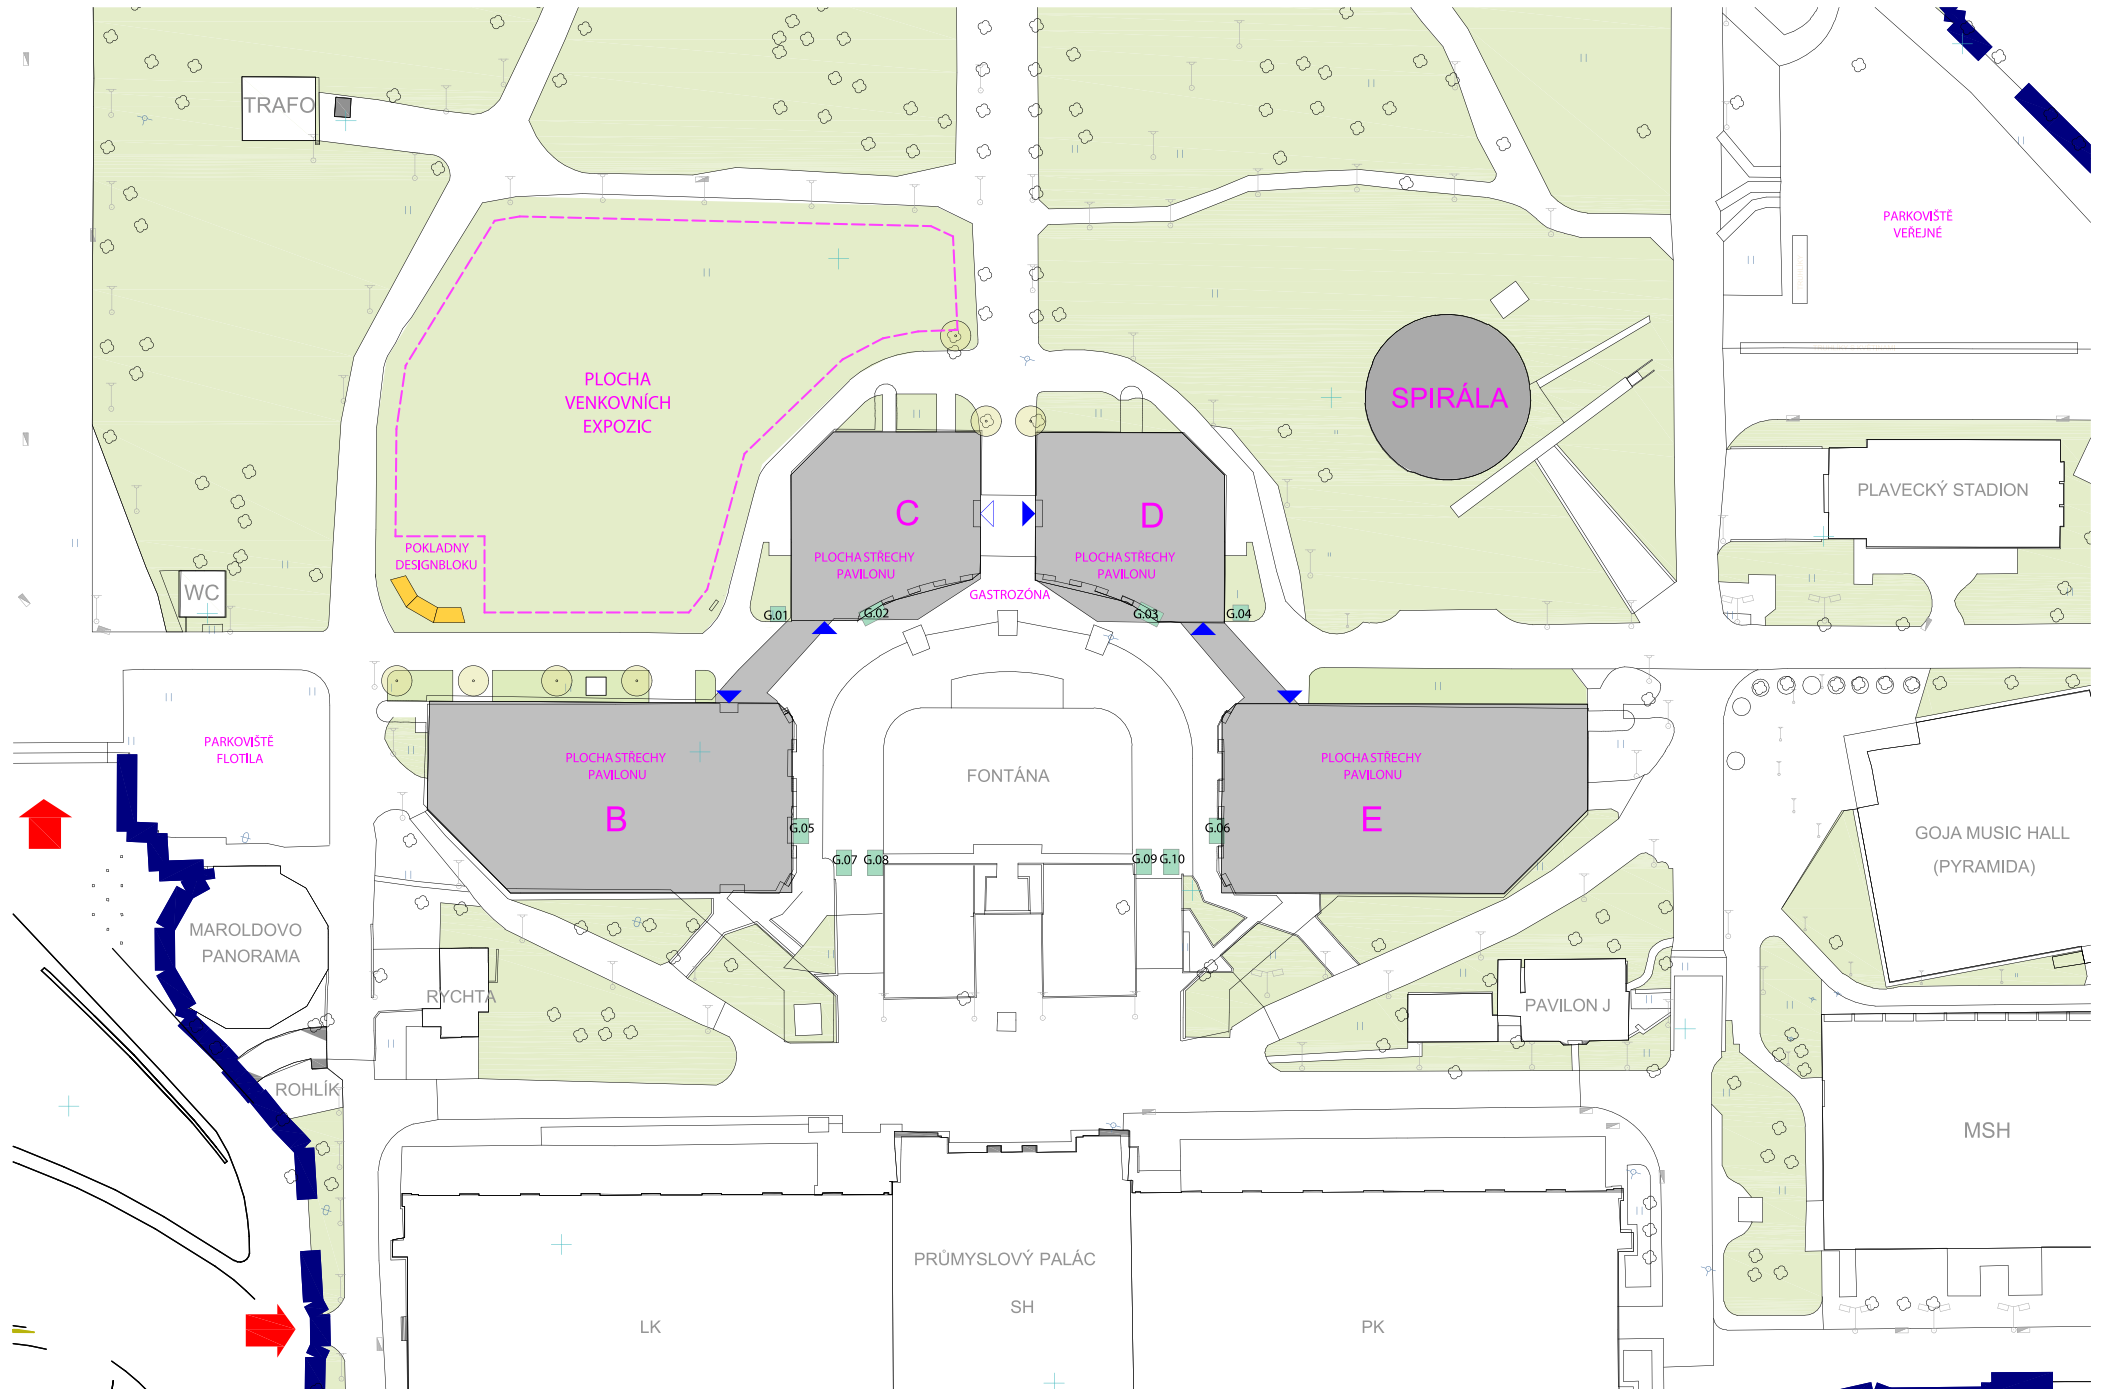 TRAFO
PARKOVIŠTĚ
VEŘEJNÉ
PLOCHA
VENKOVNÍCH
EXPOZIC
SPIRÁLA
PLAVECKÝ STADION
C
D
POKLADNY
DESIGNBLOKU
PLOCHA STŘECHY
PAVILONU
PLOCHA STŘECHY
PAVILONU
WC
GASTROZÓNA
G.01
G.02
G.03
G.04
PARKOVIŠTĚ
FLOTILA
PLOCHA STŘECHY
PAVILONU
B
FONTÁNA
PLOCHA STŘECHY
PAVILONU
E
G.05
G.06
G.07
G.08
G.09
G.10
GOJA MUSIC HALL
(PYRAMIDA)
MAROLDOVO
PANORAMA
RYCHTA
PAVILON J
ROHLÍK
MSH
PRŮMYSLOVÝ PALÁC
SH
LK
PK